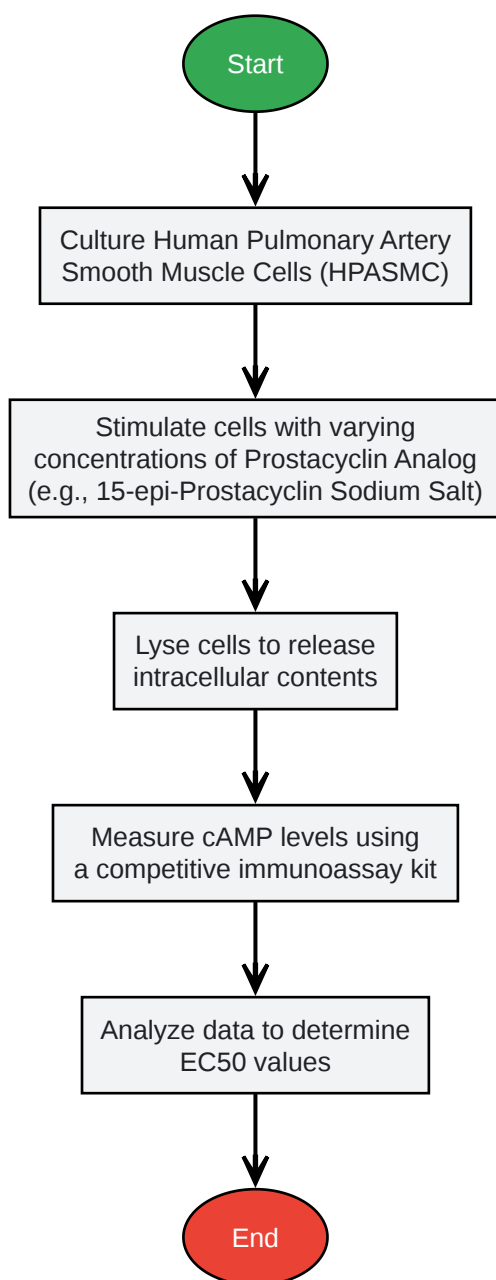 Start
Culture Human Pulmonary Artery
Smooth Muscle Cells (HPASMC)
Stimulate cells with varying
concentrations of Prostacyclin Analog
(e.g., 15-epi-Prostacyclin Sodium Salt)
Lyse cells to release
intracellular contents
Measure cAMP levels using
a competitive immunoassay kit
Analyze data to determine
EC50 values
End